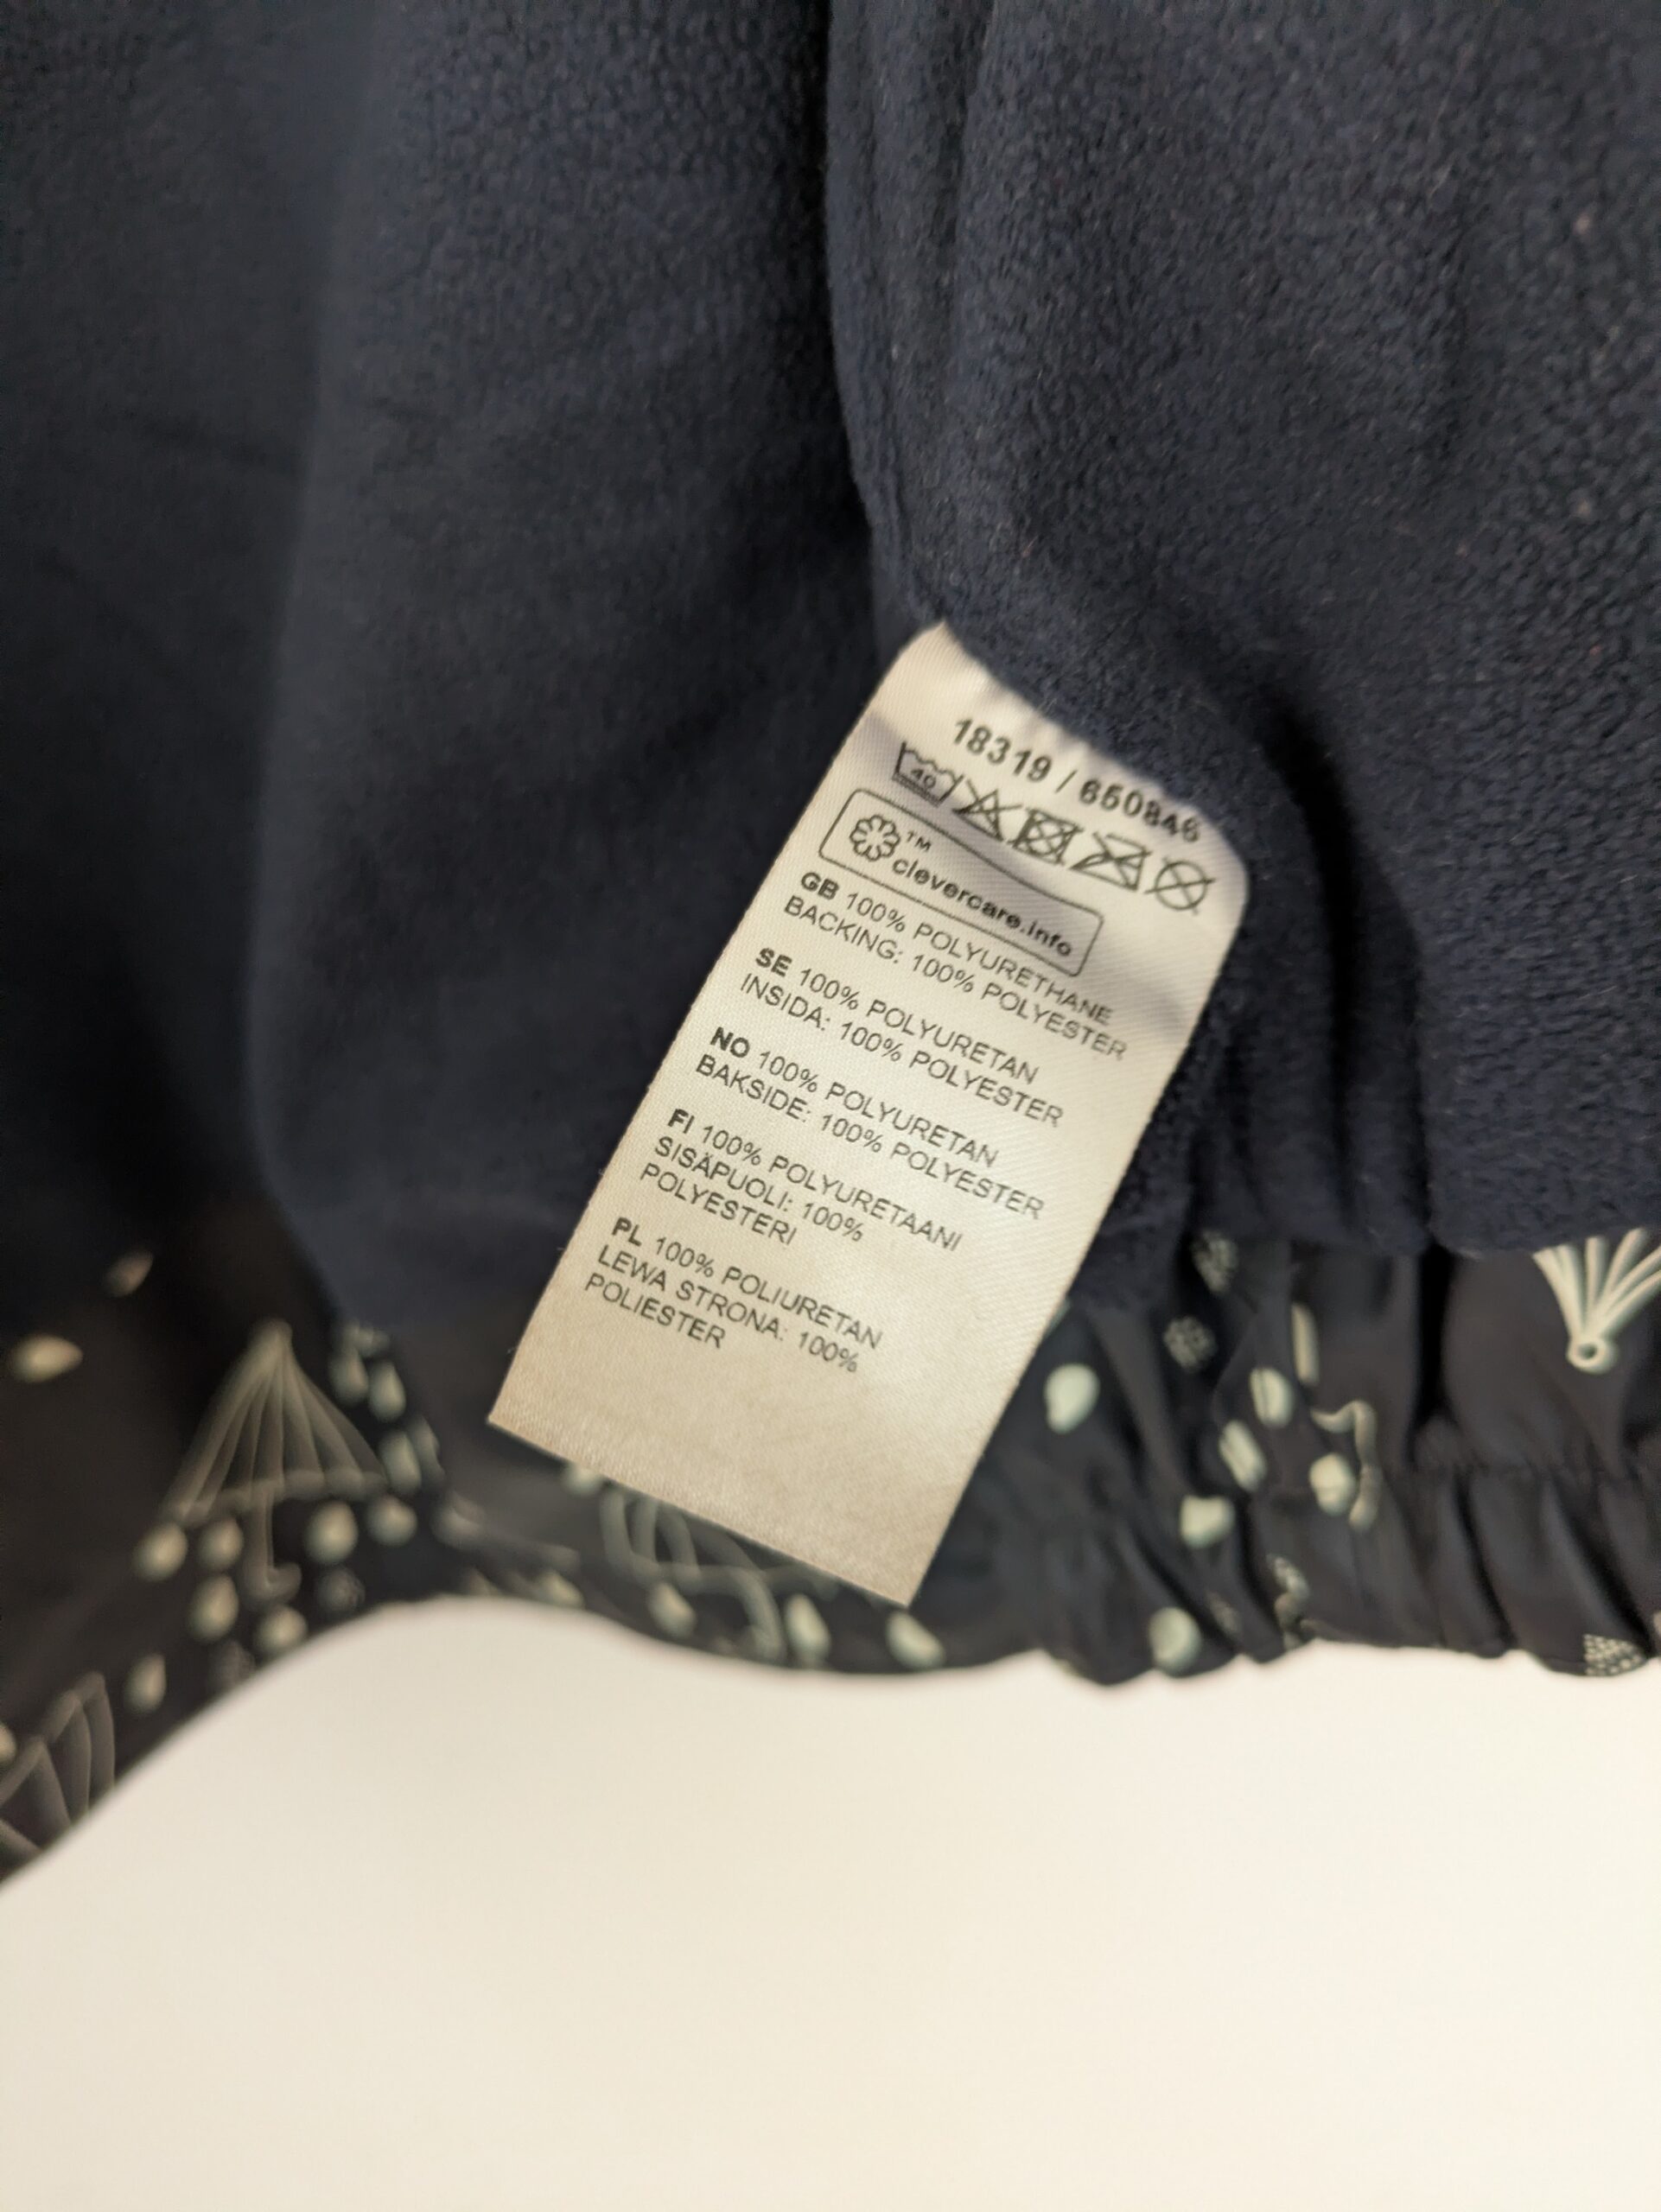 18319 / 650846
40
™
clevercare.info
GB 100% POLYURETHANE
BACKING: 100% POLYESTER
SE 100% POLYURETAN
INSIDA: 100% POLYESTER
NO 100% POLYURETAN
BAKSIDE: 100% POLYESTER
FI 100% POLYURETAANI
SISÄPUOLI: 100%
POLYESTERI
PL 100% POLIURETAN
LEWA STRONA: 100%
POLIESTER